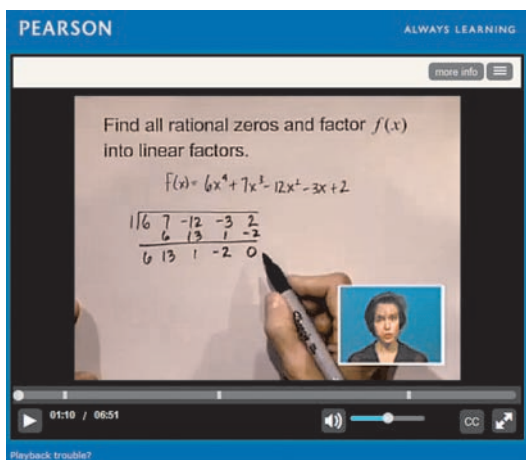 PEARSON
ALWAYS LEARNING
more info
Find all rational zeros and factor f(x)
into linear factors.
f(x)= 6x⁴+7x³-12x²-3x+2
1 6 7 -12 -3 2
6 13 1 -2
6 13 1 -2 0
01:10 / 06:51
CC
Playback trouble?